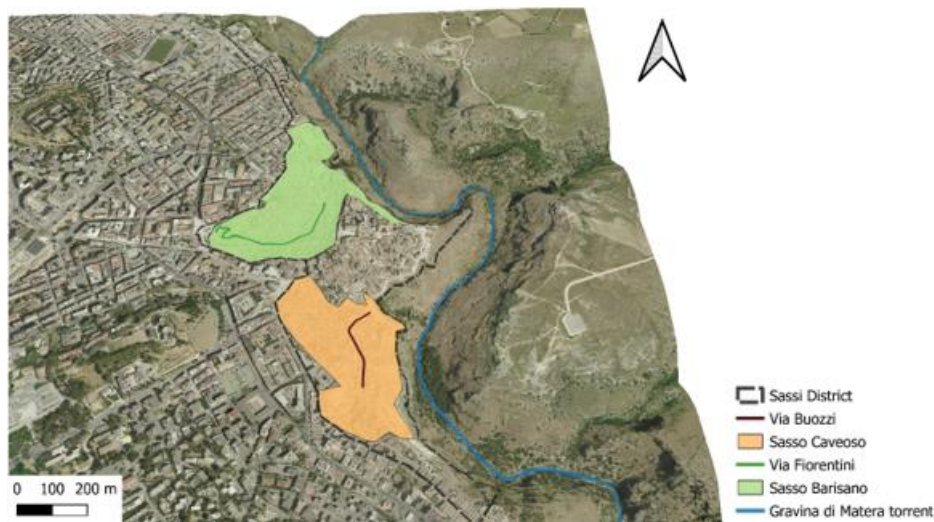 0 100 200 m
Sassi District
Via Buozzi
Sasso Caveoso
Via Fiorentini
Sasso Barisano
Gravina di Matera torrent